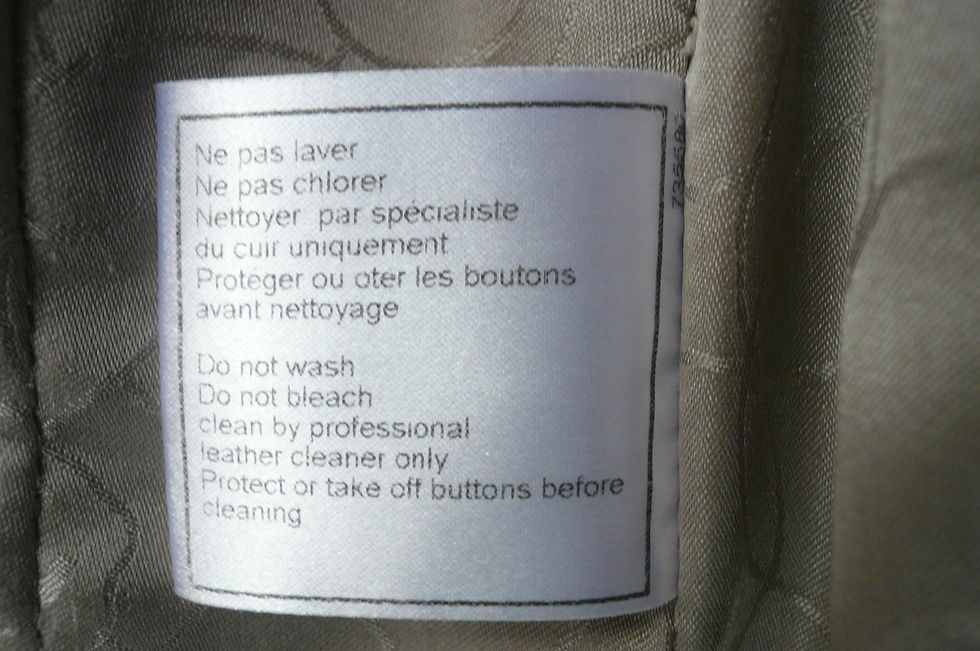 Ne pas laver
Ne pas chlorer
Nettoyer par spécialiste
du cuir uniquement
Protéger ou oter les boutons
avant nettoyage
Do not wash
Do not bleach
clean by professional
leather cleaner only
Protect or take off buttons before
cleaning